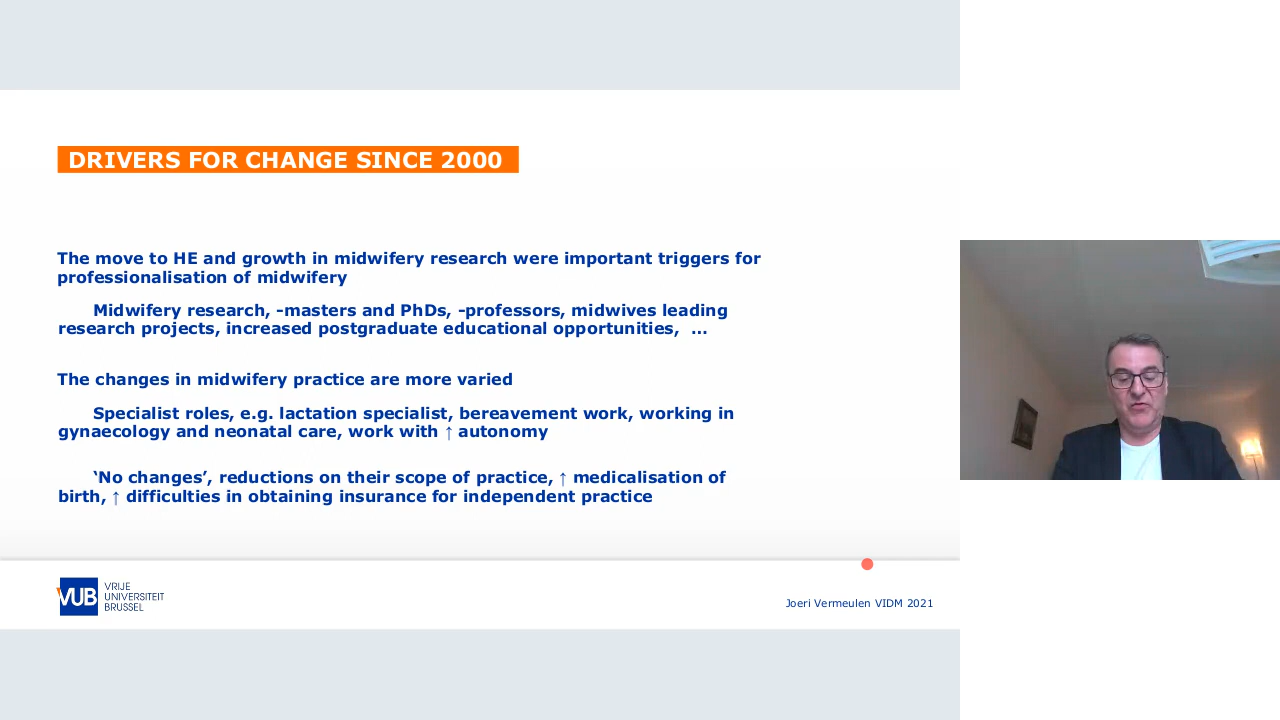 DRIVERS FOR CHANGE SINCE 2000
The move to HE and growth in midwifery research were important triggers for
professionalisation of midwifery
Midwifery research, -masters and PhDs, -professors, midwives leading
research projects, increased postgraduate educational opportunities,  ...
The changes in midwifery practice are more varied
Specialist roles, e.g. lactation specialist, bereavement work, working in
gynaecology and neonatal care, work with ↑ autonomy
‘No changes’, reductions on their scope of practice, ↑ medicalisation of
birth, ↑ difficulties in obtaining insurance for independent practice
VUB
VRIJE
UNIVERSITEIT
BRUSSEL
Joeri Vermeulen VIDM 2021